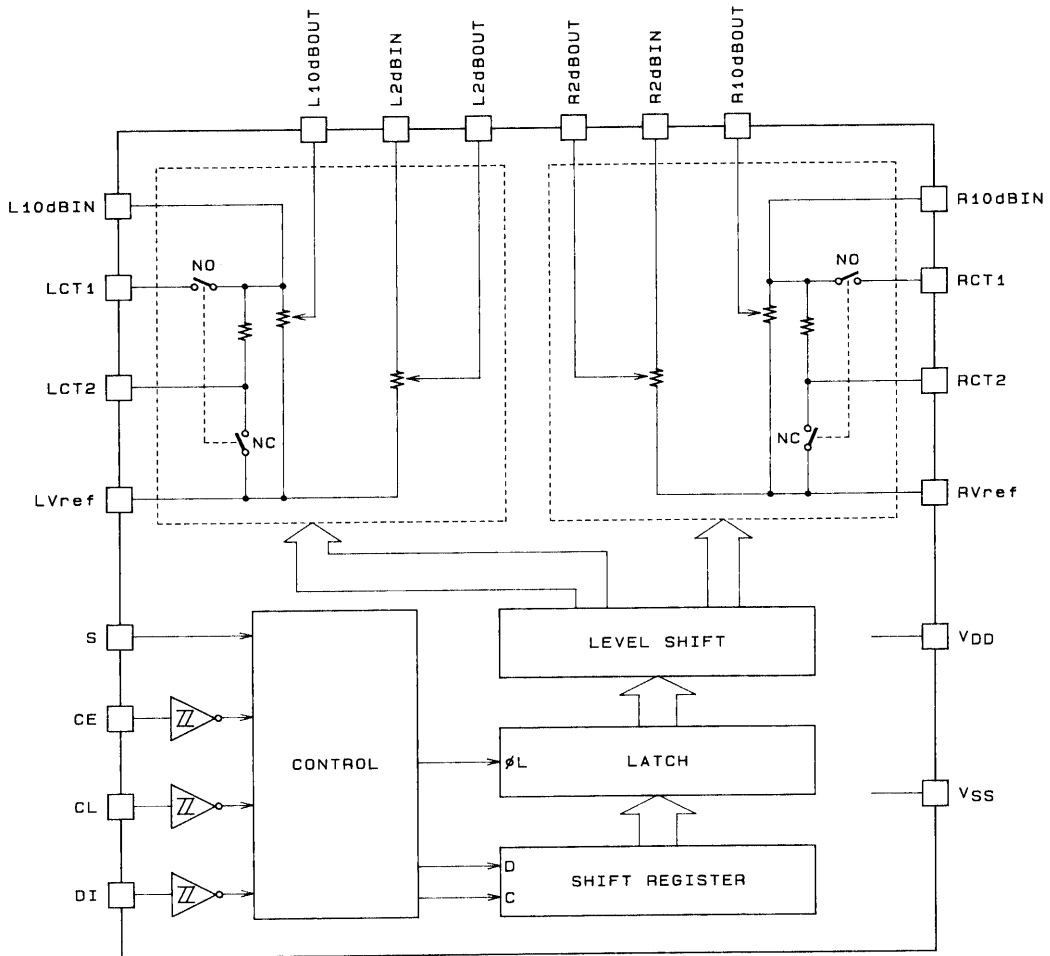 L10dBOUT
L2dBIN
L2dBOUT
R2dBOUT
R2dBIN
R10dBOUT
L10dBIN
R10dBIN
NO
NO
LCT1
RCT1
LCT2
RCT2
NC
NC
LVref
RVref
S
LEVEL SHIFT
VDD
CE
CONTROL
øL
LATCH
CL
VSS
D
SHIFT REGISTER
C
DI